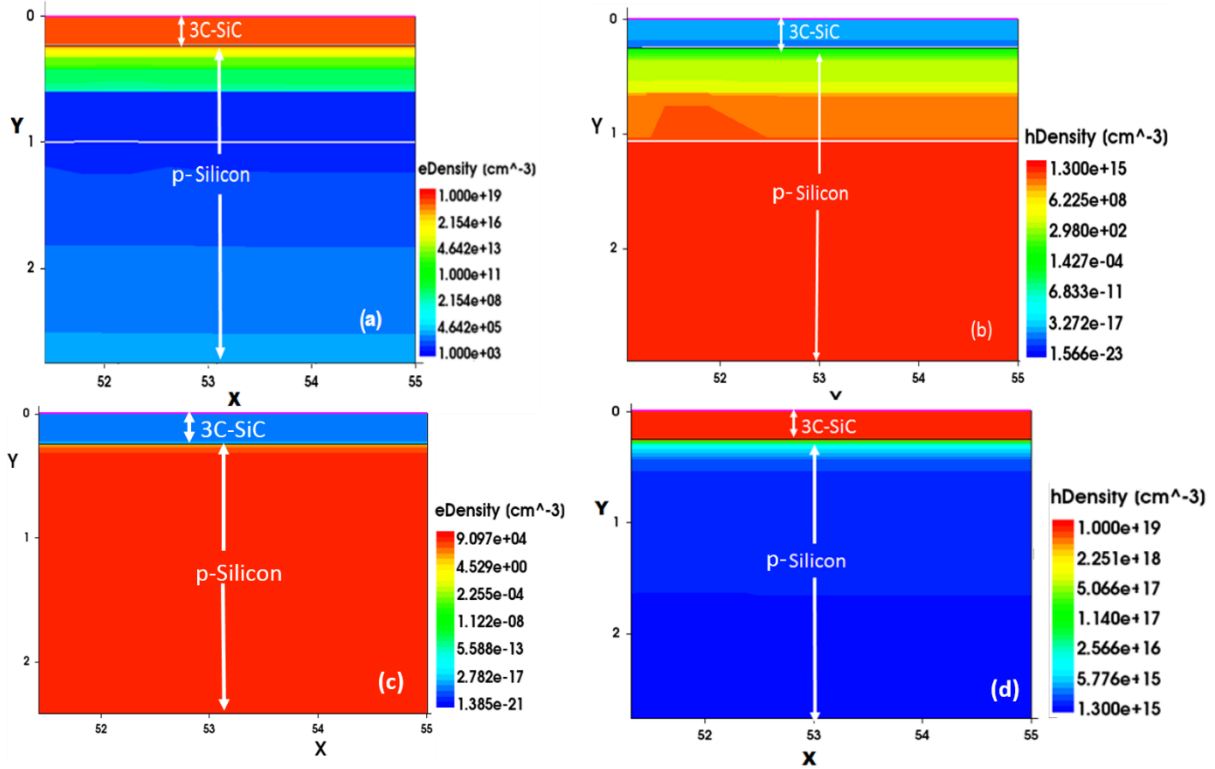 0
3C-SiC
Y
1
p-Silicon
2
(a)
52
53
54
55
X
eDensity (cm^-3)
1.000e+19
2.154e+16
4.642e+13
1.000e+11
2.154e+08
4.642e+05
1.000e+03
0
3C-SiC
Y
1
p-Silicon
2
(b)
52
53
54
55
hDensity (cm^-3)
1.300e+15
6.225e+08
2.980e+02
1.427e-04
6.833e-11
3.272e-17
1.566e-23
0
3C-SiC
Y
1
p-Silicon
2
(c)
52
53
54
55
X
eDensity (cm^-3)
9.097e+04
4.529e+00
2.255e-04
1.122e-08
5.588e-13
2.782e-17
1.385e-21
0
3C-SiC
Y
1
p-Silicon
2
(d)
52
53
54
55
X
hDensity (cm^-3)
1.000e+19
2.251e+18
5.066e+17
1.140e+17
2.566e+16
5.776e+15
1.300e+15